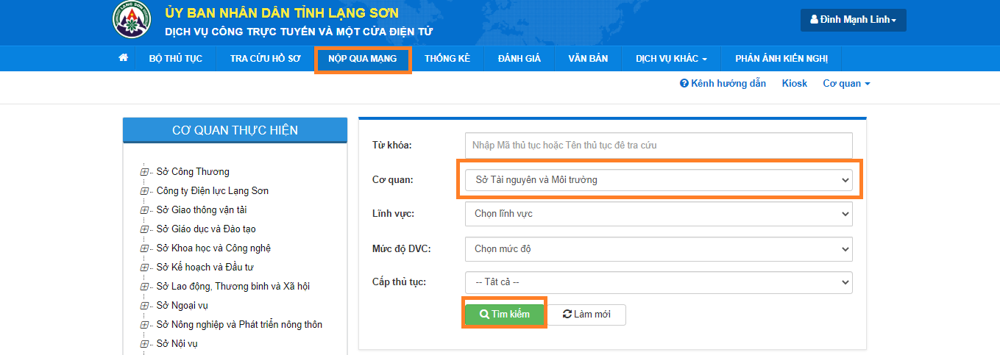 LANG SON
ỦY BAN NHÂN DÂN TỈNH LẠNG SƠN
DỊCH VỤ CÔNG TRỰC TUYẾN VÀ MỘT CỬA ĐIỆN TỬ
Đinh Mạnh Linh
BỘ THỦ TỤC TRA CỨU HỒ SƠ NỘP QUA MẠNG THỐNG KÊ ĐÁNH GIÁ VĂN BẢN DỊCH VỤ KHÁC PHẢN ÁNH KIẾN NGHỊ
Kênh hướng dẫn Kiosk Cơ quan
CƠ QUAN THỰC HIỆN
Sở Công Thương
Công ty Điện lực Lạng Sơn
Sở Giao thông vận tải
Sở Giáo dục và Đào tạo
Sở Khoa học và Công nghệ
Sở Kế hoạch và Đầu tư
Sở Lao động, Thương binh và Xã hội
Sở Ngoại vụ
Sở Nông nghiệp và Phát triển nông thôn
Sở Nội vụ
Từ khóa: Nhập Mã thủ tục hoặc Tên thủ tục để tra cứu
Cơ quan: Sở Tài nguyên và Môi trường
Lĩnh vực: Chọn lĩnh vực
Mức độ DVC: Chọn mức độ
Cấp thủ tục: -- Tất cả --
Tìm kiếm Làm mới